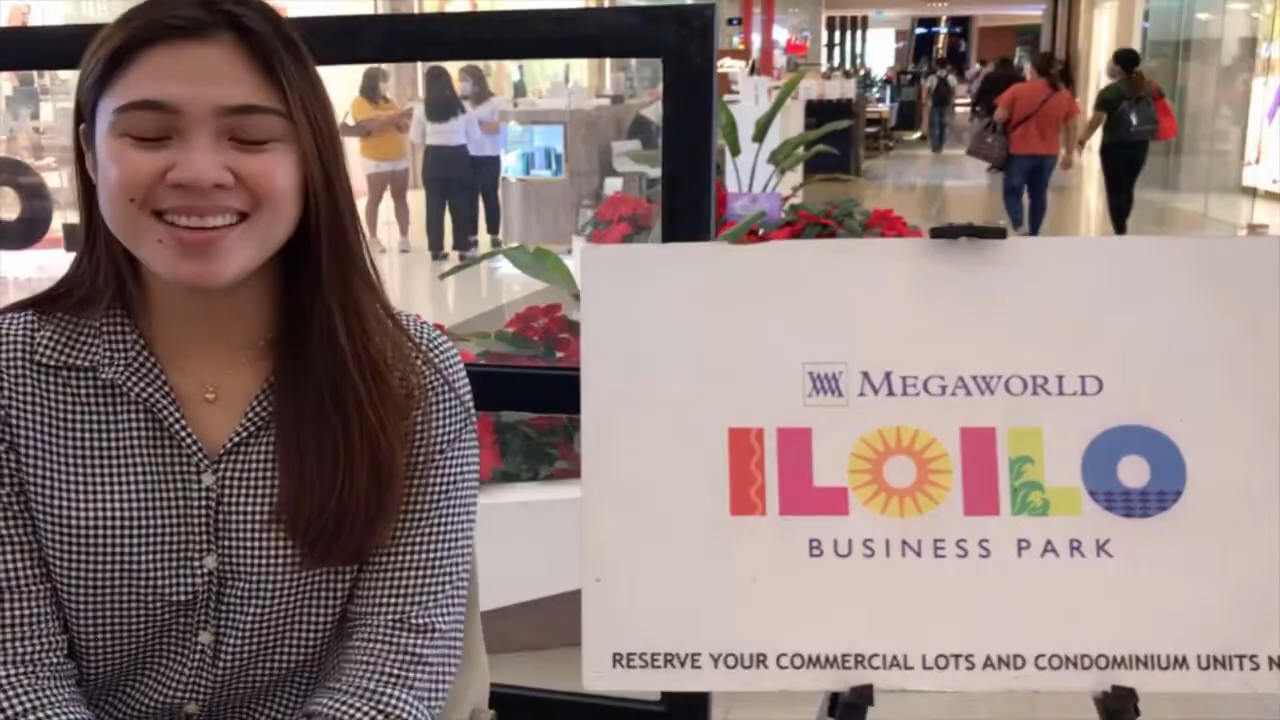 MEGAWORLD
ILOILO
BUSINESS PARK
RESERVE YOUR COMMERCIAL LOTS AND CONDOMINIUM UNITS